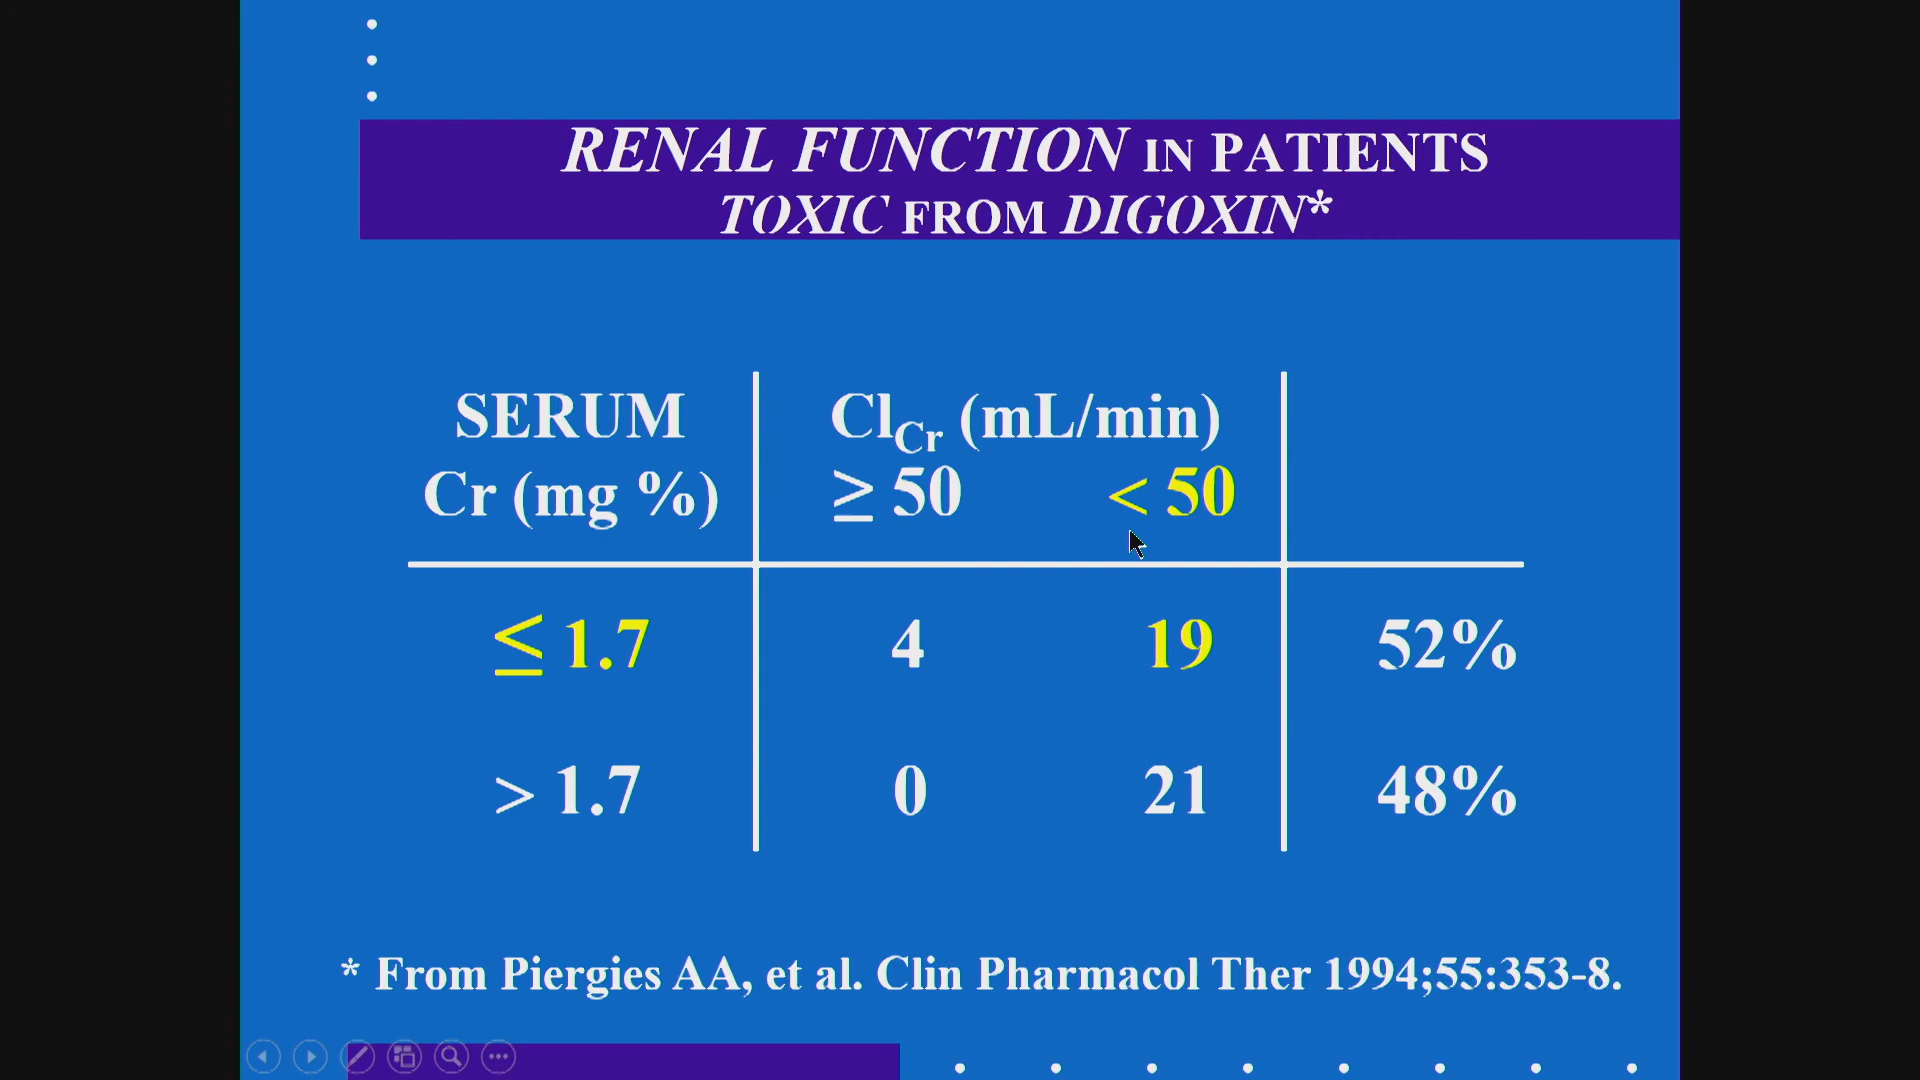 RENAL FUNCTION IN PATIENTS
TOXIC FROM DIGOXIN*
SERUM
Cr (mg %)
ClCr (mL/min)
≥ 50 < 50
≤ 1.7 4 19 52%
> 1.7 0 21 48%
* From Piergies AA, et al. Clin Pharmacol Ther 1994;55:353-8.